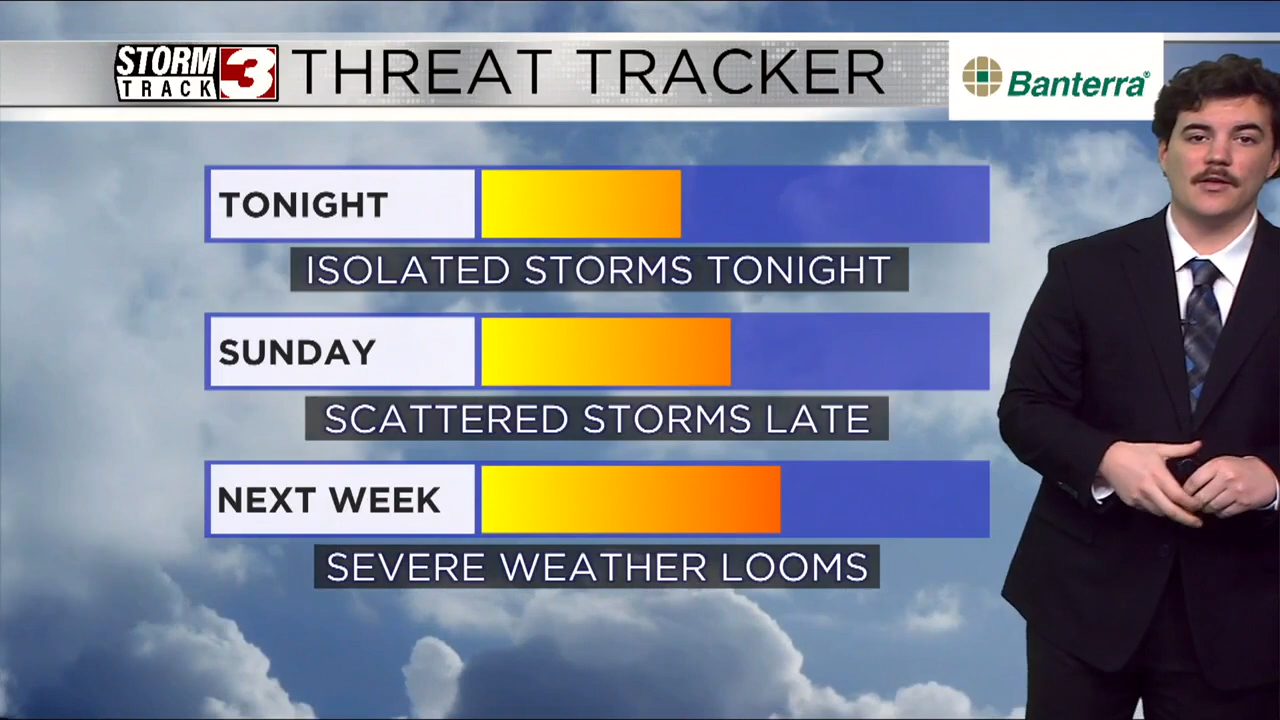 STORM TRACK 3
THREAT TRACKER
Banterra®
TONIGHT
ISOLATED STORMS TONIGHT
SUNDAY
SCATTERED STORMS LATE
NEXT WEEK
SEVERE WEATHER LOOMS